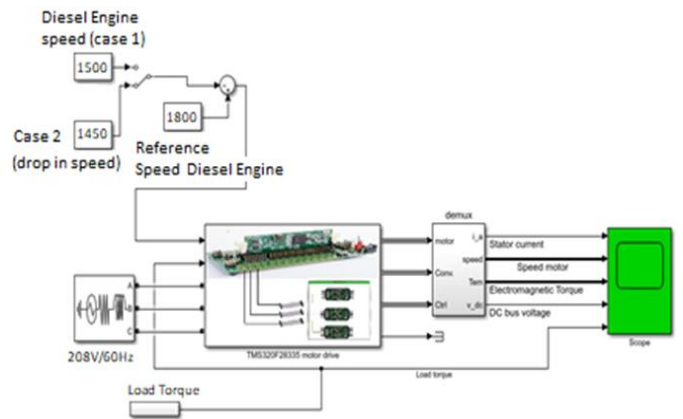 Diesel Engine
speed (case 1)
1500
1800
Case 2
(drop in speed)
1450
Reference
Speed Diesel Engine
demux
motor
Conv.
Ctrl
i_a
speed
Tem
v_dc
Stator current
Speed motor
Electromagnetic Torque
DC bus voltage
Scope
A
B
C
208V/60Hz
TMS320F28335 motor drive
Load torque
Load Torque